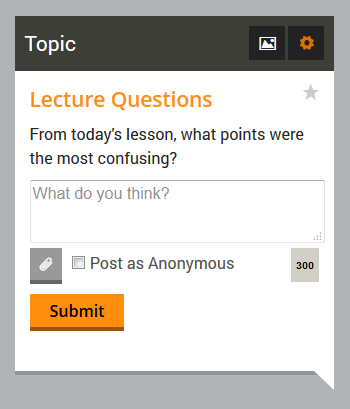 Topic
Lecture Questions
From today's lesson, what points were
the most confusing?
What do you think?
Post as Anonymous
300
Submit